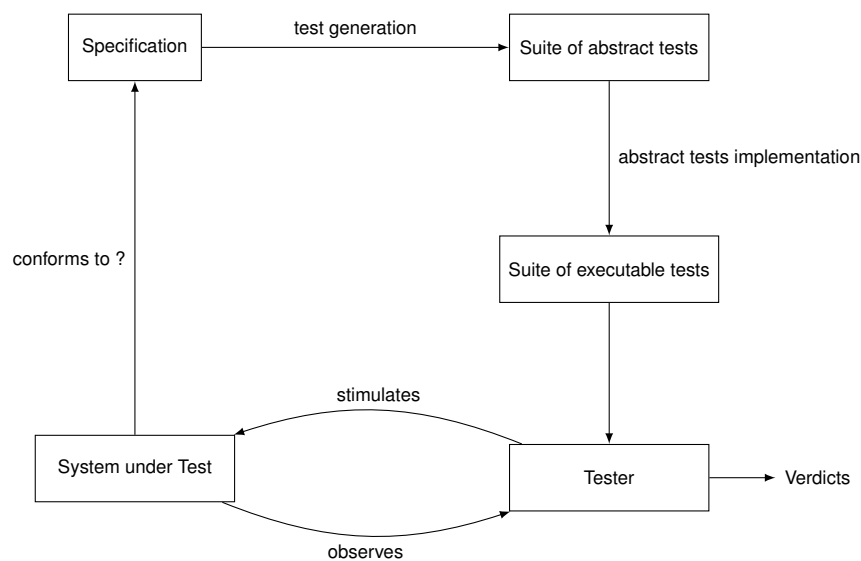 test generation
Specification
Suite of abstract tests
abstract tests implementation
conforms to ?
Suite of executable tests
stimulates
System under Test
Tester
Verdicts
observes